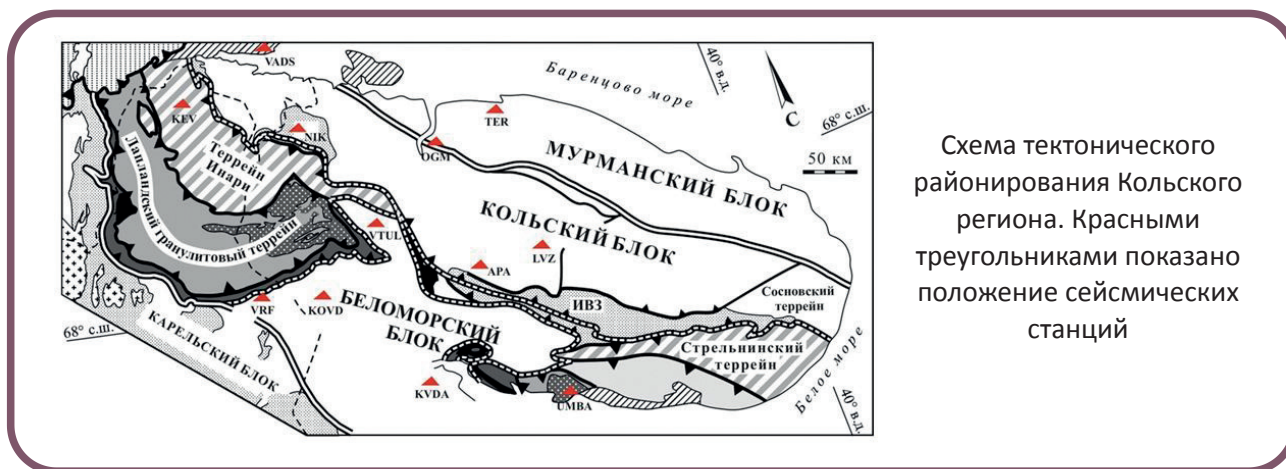 VADS
Баренцово море
40° в.д.
68° с.ш.
С
50 км
KEV
NIK
TER
OGM
Террейн
Инари
МУРМАНСКИЙ БЛОК
Лапландский гранулитовый террейн
КОЛЬСКИЙ БЛОК
VTUL
LVZ
APA
ИВЗ
Сосновский
террейн
VRF
KOVD
БЕЛОМОРСКИЙ
БЛОК
68° с.ш.
КАРЕЛЬСКИЙ БЛОК
Стрельнинский
террейн
Белое море
KVDA
UMBA
40° в.д.
Схема тектонического
районирования Кольского
региона. Красными
треугольниками показано
положение сейсмических
станций